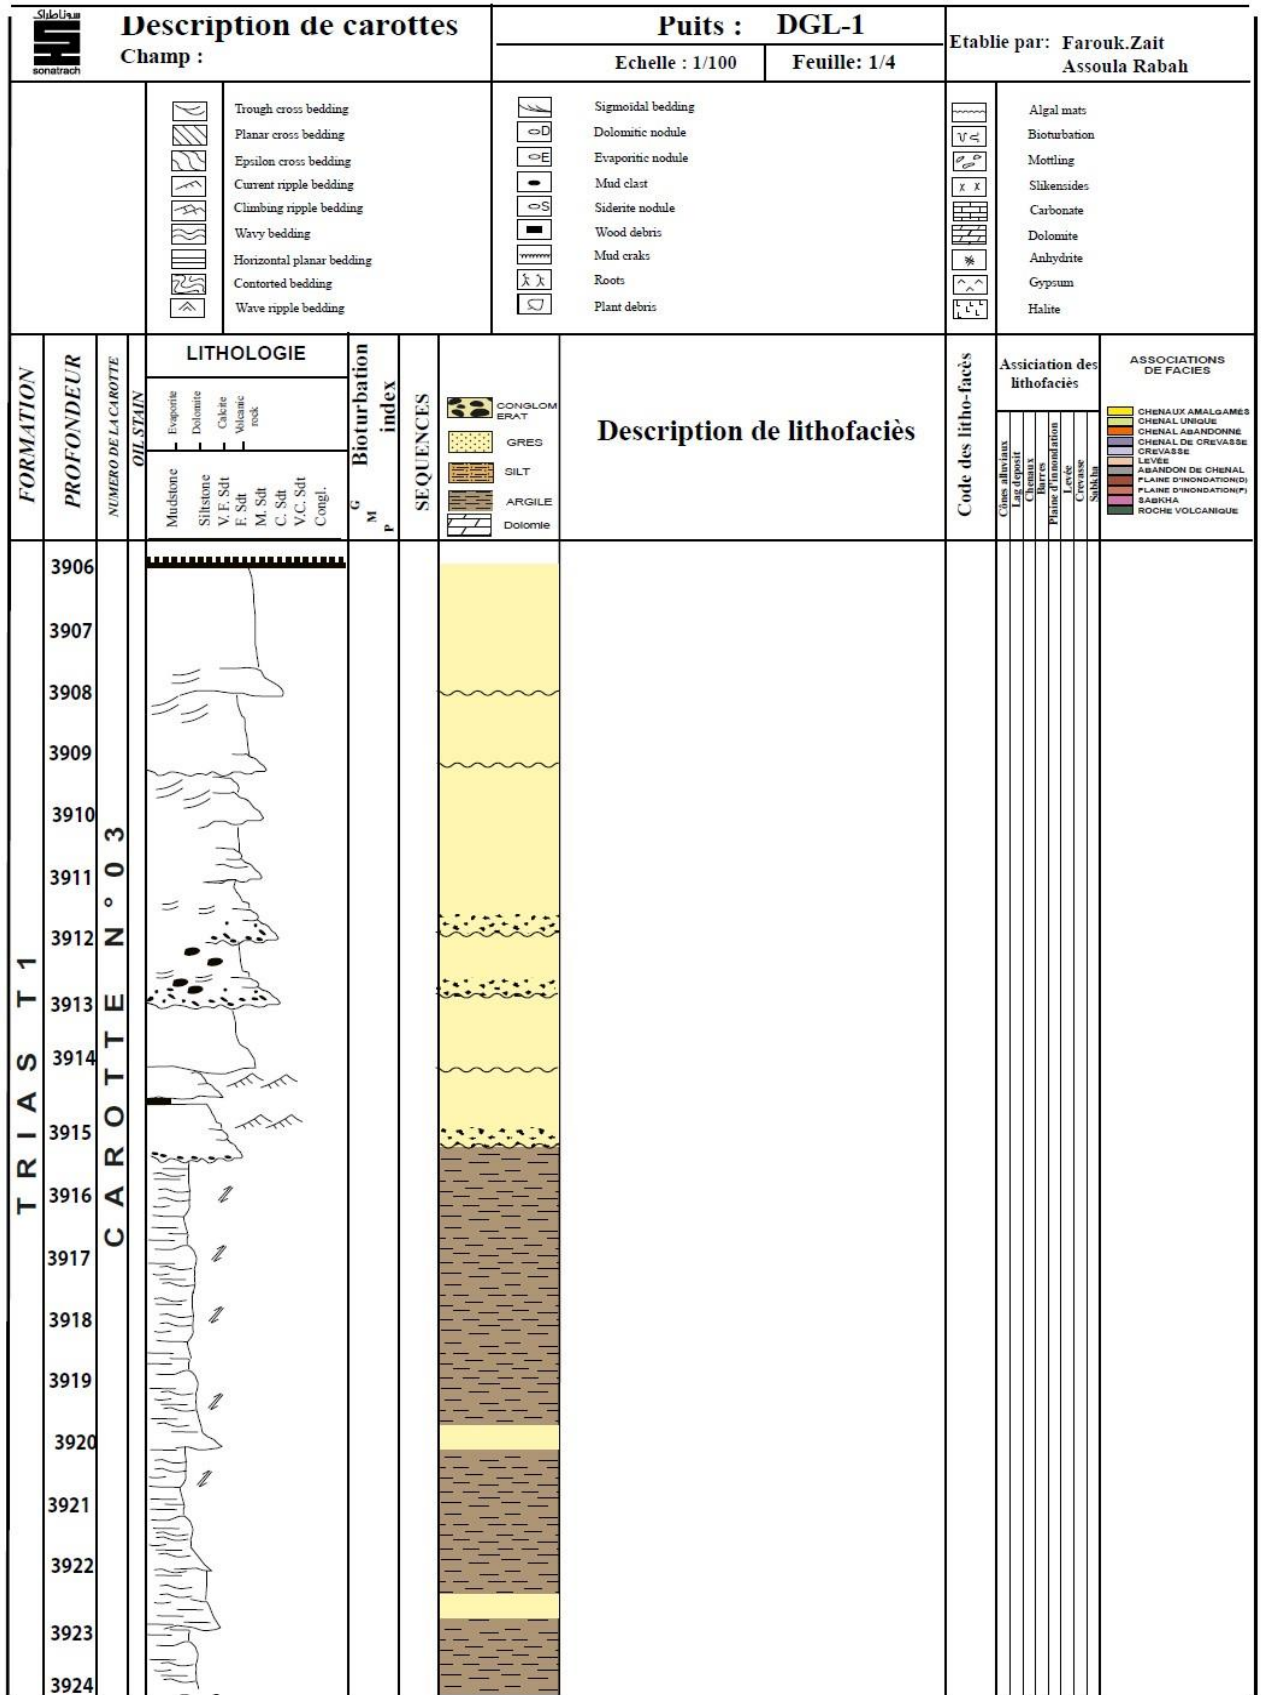 سوناطراك
sonatrach
Description de carottes
Champ :
Puits : DGL-1
Echelle : 1/100
Feuille: 1/4
Etablie par: Farouk.Zait
Assoula Rabah
Trough cross bedding
Planar cross bedding
Epsilon cross bedding
Current ripple bedding
Climbing ripple bedding
Wavy bedding
Horizontal planar bedding
Contorted bedding
Wave ripple bedding
Sigmoidal bedding
D Dolomitic nodule
E Evaporitic nodule
Mud clast
S Siderite nodule
Wood debris
Mud craks
Roots
Plant debris
Algal mats
Bioturbation
Mottling
x x Slikensides
Carbonate
Dolomite
Anhydrite
Gypsum
Halite
FORMATION
PROFONDEUR
NUMERO DE LA CAROTTE
OIL STAIN
LITHOLOGIE
Evaporite
Dolomite
Calcite
Volcanic
rock
Mudstone
Siltstone
V. F. Sdt
F. Sdt
M. Sdt
C. Sdt
V.C. Sdt
Congl.
Bioturbation
index
G
M
P
SEQUENCES
CONGLOM
ERAT
GRES
SILT
ARGILE
Dolomie
Description de lithofaciès
Code des litho-facès
Assiciation des
lithofaciès
Cônes alluviaux
Lag deposit
Chenaux
Barres
Plaine d'innondation
Levée
Crevasse
Sabkha
ASSOCIATIONS
DE FACIES
CHENAUX AMALGAMÉS
CHENAL UNIQUE
CHENAL ABANDONNÉ
CHENAL DE CREVASSE
CREVASSE
LEVÉE
ABANDON DE CHENAL
PLAINE D'INONDATION(D)
PLAINE D'INONDATION(P)
SABKHA
ROCHE VOLCANIQUE
TRIAS T1
CAROTTE N°03
3906
3907
3908
3909
3910
3911
3912
3913
3914
3915
3916
3917
3918
3919
3920
3921
3922
3923
3924